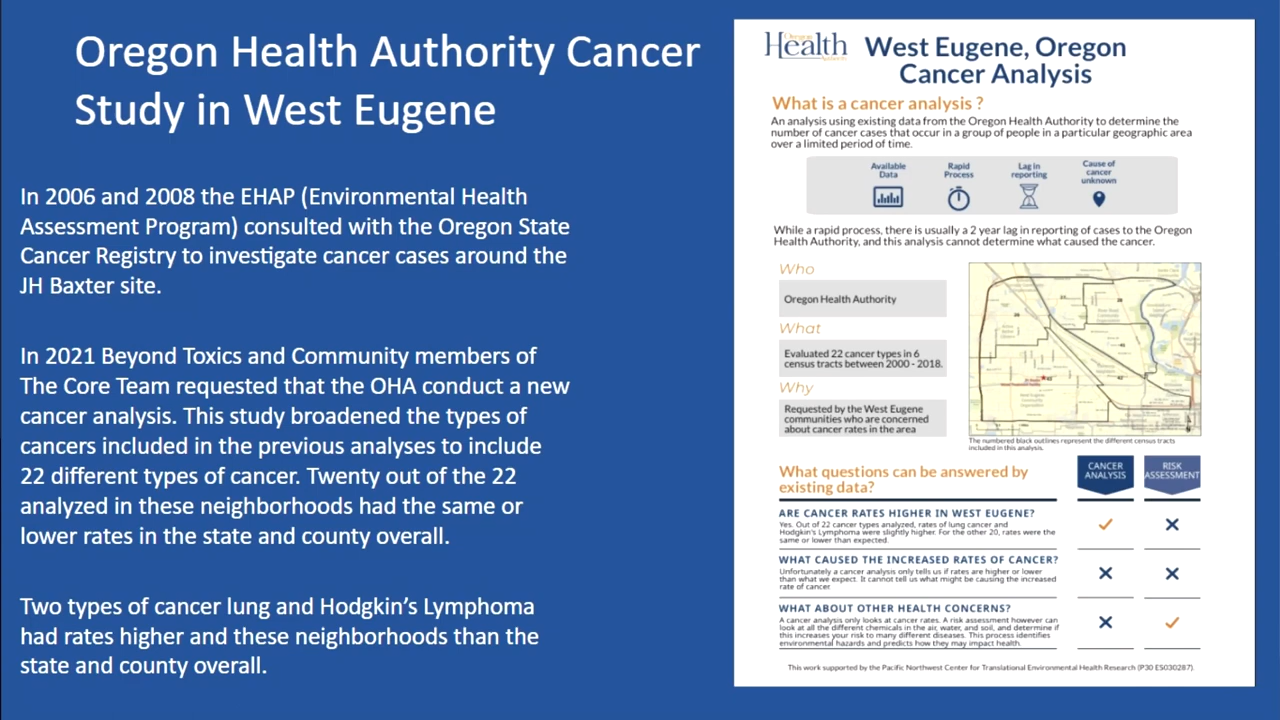 Oregon Health Authority Cancer
Study in West Eugene
In 2006 and 2008 the EHAP (Environmental Health
Assessment Program) consulted with the Oregon State
Cancer Registry to investigate cancer cases around the
JH Baxter site.
In 2021 Beyond Toxics and Community members of
The Core Team requested that the OHA conduct a new
cancer analysis. This study broadened the types of
cancers included in the previous analyses to include
22 different types of cancer. Twenty out of the 22
analyzed in these neighborhoods had the same or
lower rates in the state and county overall.
Two types of cancer lung and Hodgkin's Lymphoma
had rates higher and these neighborhoods than the
state and county overall.
Oregon
Health
Authority
West Eugene, Oregon
Cancer Analysis
What is a cancer analysis ?
An analysis using existing data from the Oregon Health Authority to determine the
number of cancer cases that occur in a group of people in a particular geographic area
over a limited period of time.
Available
Data
Rapid
Process
Lag in
reporting
Cause of
cancer
unknown
While a rapid process, there is usually a 2 year lag in reporting of cases to the Oregon
Health Authority, and this analysis cannot determine what caused the cancer.
Who
Oregon Health Authority
What
Evaluated 22 cancer types in 6
census tracts between 2000 - 2018.
Why
Requested by the West Eugene
communities who are concerned
about cancer rates in the area
The numbered black outlines represent the different census tracts
included in this analysis.
What questions can be answered by
existing data?
CANCER
ANALYSIS
RISK
ASSESSMENT
ARE CANCER RATES HIGHER IN WEST EUGENE?
Yes. Out of 22 cancer types analyzed, rates of lung cancer and
Hodgkin's Lymphoma were slightly higher. For the other 20, rates were the
same or lower than expected.
WHAT CAUSED THE INCREASED RATES OF CANCER?
Unfortunately a cancer analysis only tells us if rates are higher or lower
than what we expect. It cannot tell us what might be causing the increased
rate of cancer.
WHAT ABOUT OTHER HEALTH CONCERNS?
A cancer analysis only looks at cancer rates. A risk assessment however can
look at all the different chemicals in the air, water, and soil, and determine if
this increases your risk to many different diseases. This process identifies
environmental hazards and predicts how they may impact health.
This work supported by the Pacific Northwest Center for Translational Environmental Health Research (P30 ES030287).